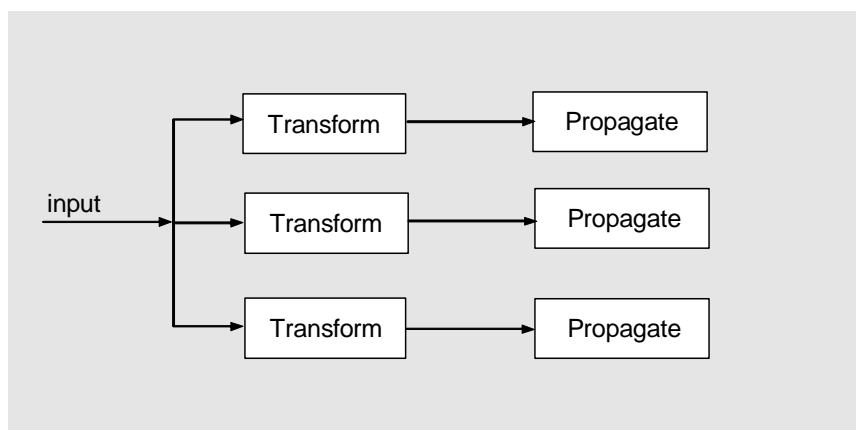 Transform
Propagate
input
Transform
Propagate
Transform
Propagate